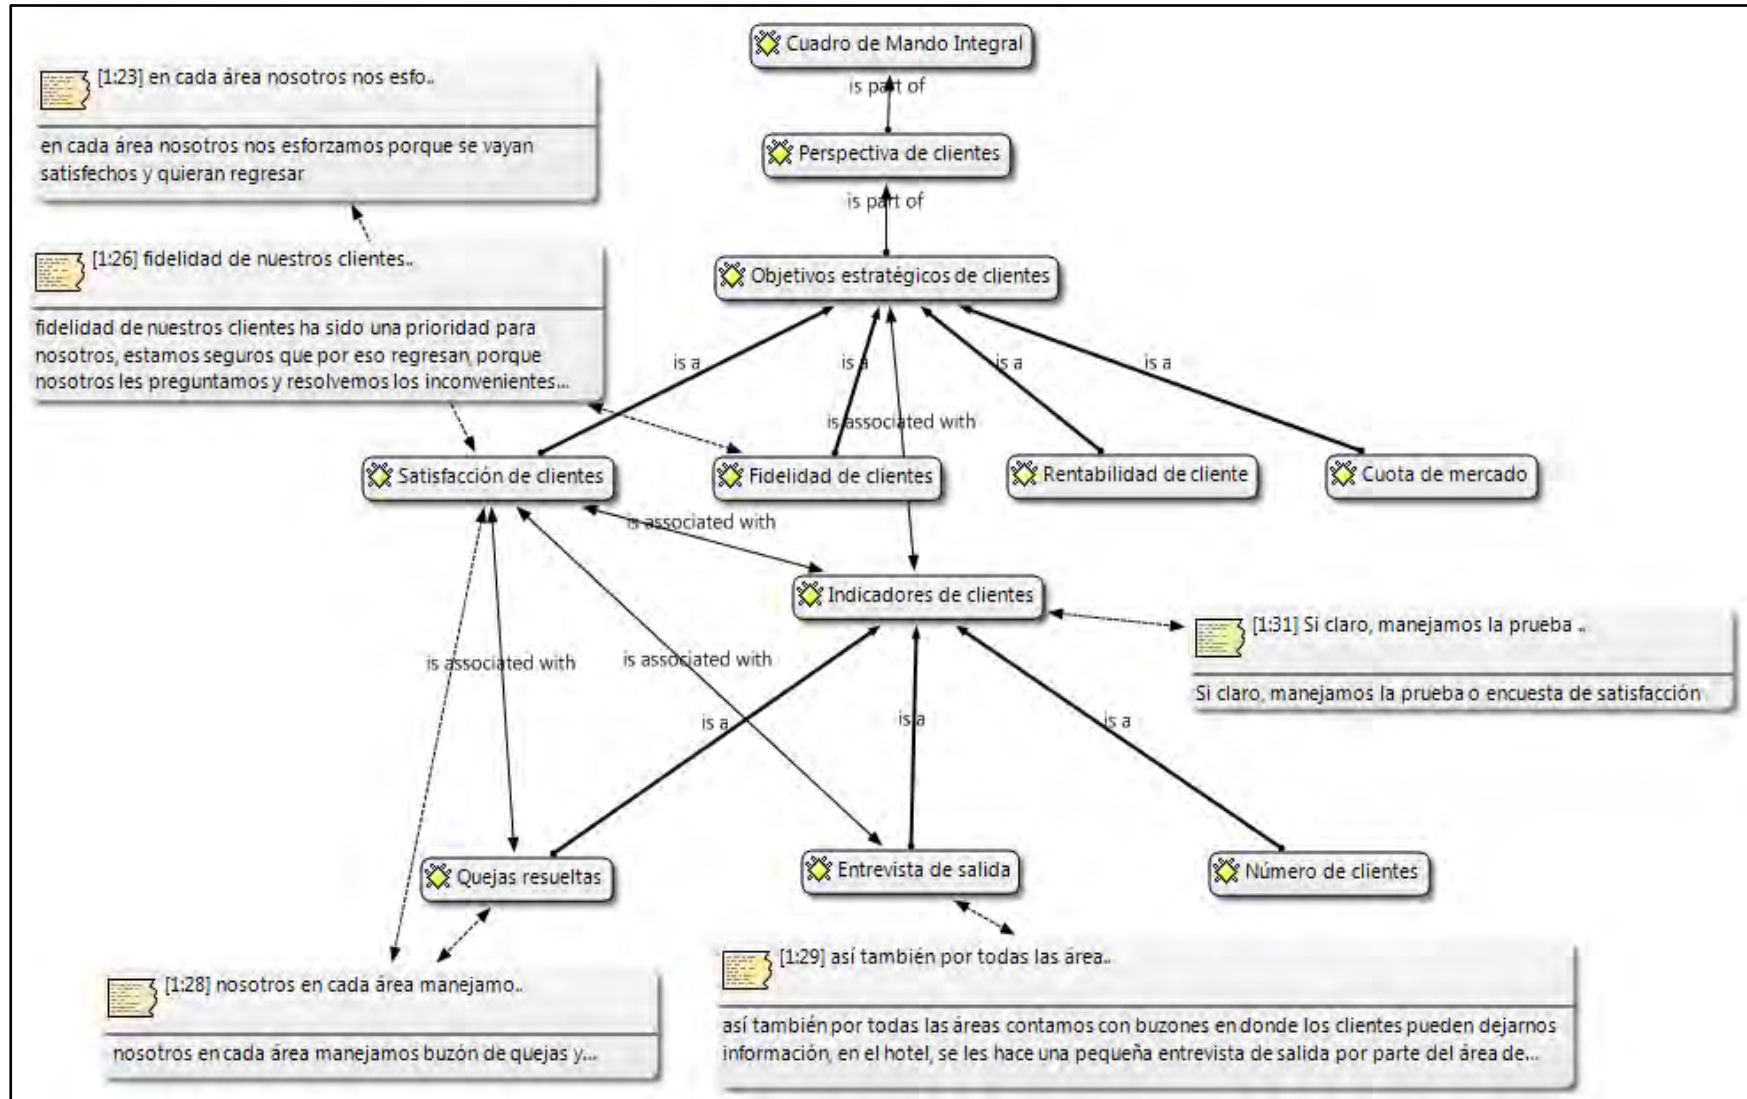 Cuadro de Mando Integral
[1:23] en cada área nosotros nos esfo..
is part of
en cada área nosotros nos esforzamos porque se vayan
satisfechos y quieran regresar
Perspectiva de clientes
is part of
[1:26] fidelidad de nuestros clientes..
Objetivos estratégicos de clientes
fidelidad de nuestros clientes ha sido una prioridad para
nosotros, estamos seguros que por eso regresan, porque
nosotros les preguntamos y resolvemos los inconvenientes...
is a
is a
is a
is a
is associated with
Satisfacción de clientes
Fidelidad de clientes
Rentabilidad de cliente
Cuota de mercado
is associated with
Indicadores de clientes
[1:31] Si claro, manejamos la prueba ..
Si claro, manejamos la prueba o encuesta de satisfacción
is associated with
is associated with
is a
is a
is a
Quejas resueltas
Entrevista de salida
Número de clientes
[1:28] nosotros en cada área manejamo..
nosotros en cada área manejamos buzón de quejas y...
[1:29] así también por todas las área..
así también por todas las áreas contamos con buzones en donde los clientes pueden dejarnos
información, en el hotel, se les hace una pequeña entrevista de salida por parte del área de...